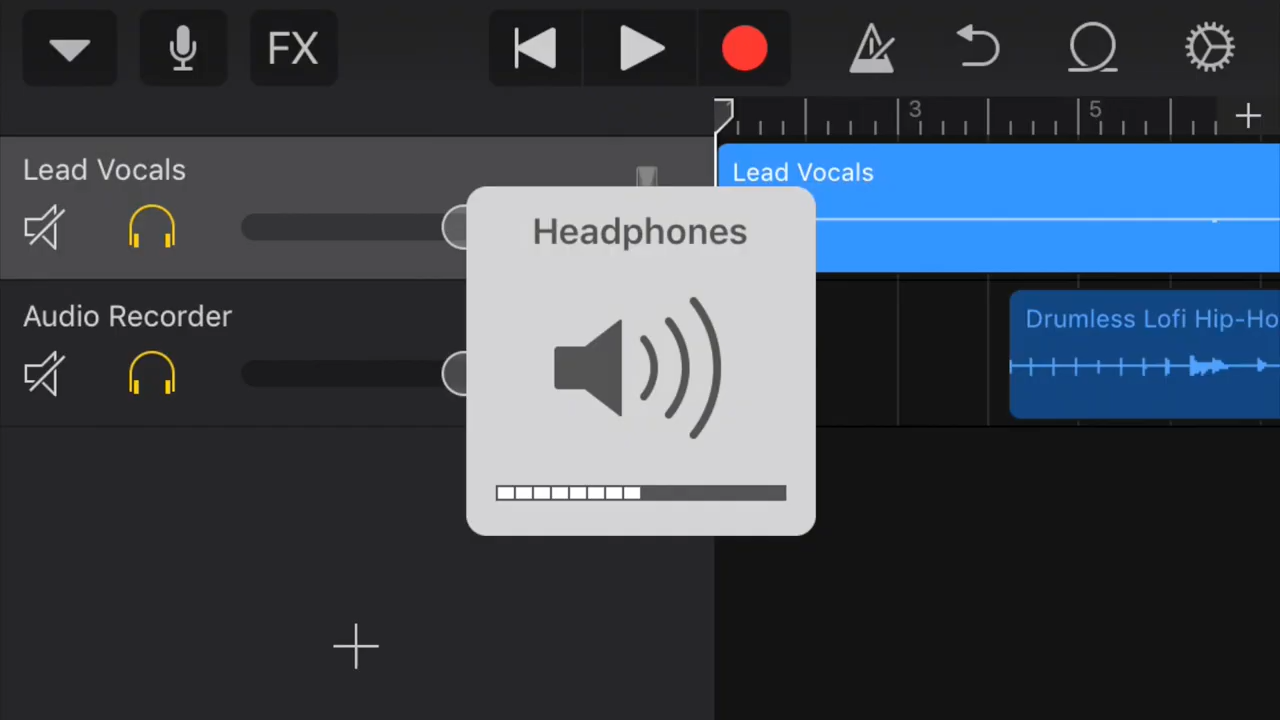 FX
3
5
Lead Vocals
Lead Vocals
Headphones
Audio Recorder
Drumless Lofi Hip-Ho